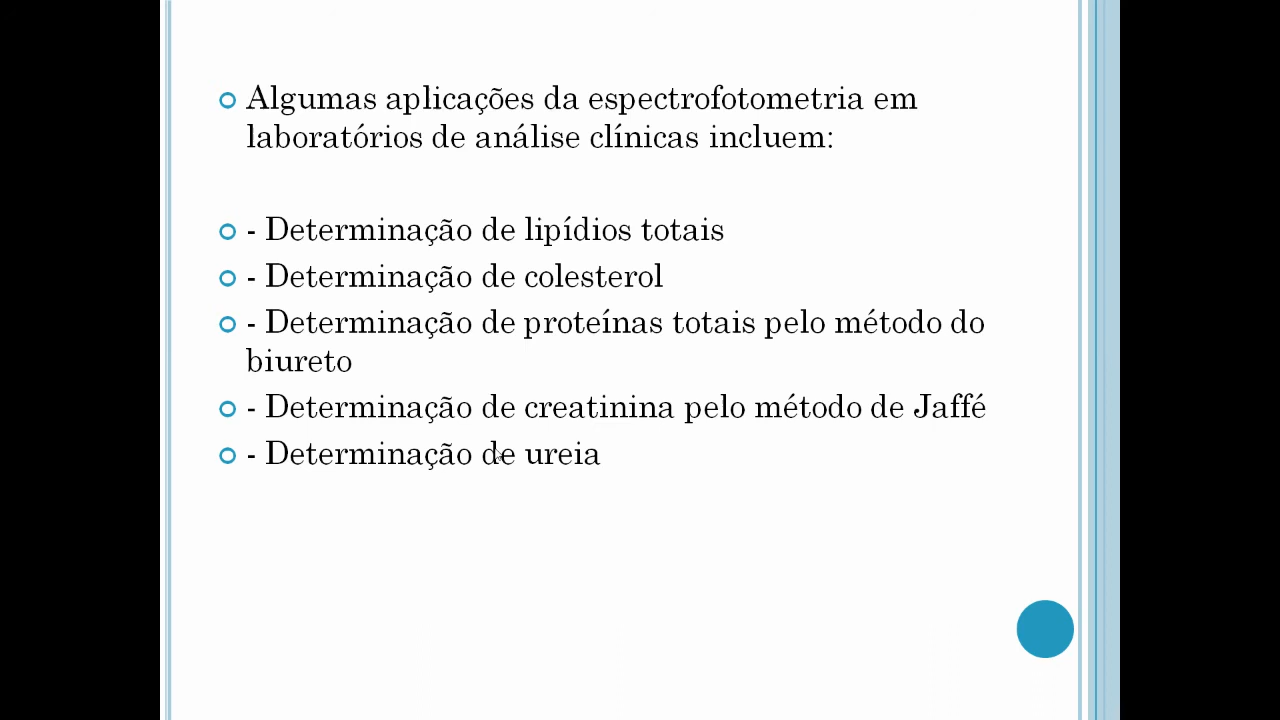 Algumas aplicações da espectrofotometria em
laboratórios de análise clínicas incluem:
- Determinação de lipídios totais
- Determinação de colesterol
- Determinação de proteínas totais pelo método do
biureto
- Determinação de creatinina pelo método de Jaffé
- Determinação de ureia